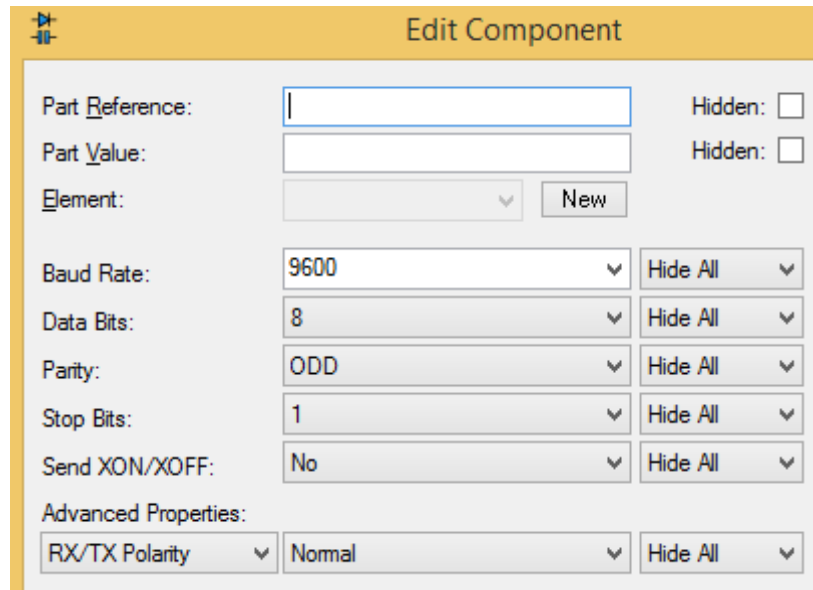 Edit Component
Part Reference: Hidden:
Part Value: Hidden:
Element: New
Baud Rate: 9600 Hide All
Data Bits: 8 Hide All
Parity: ODD Hide All
Stop Bits: 1 Hide All
Send XON/XOFF: No Hide All
Advanced Properties:
RX/TX Polarity Normal Hide All